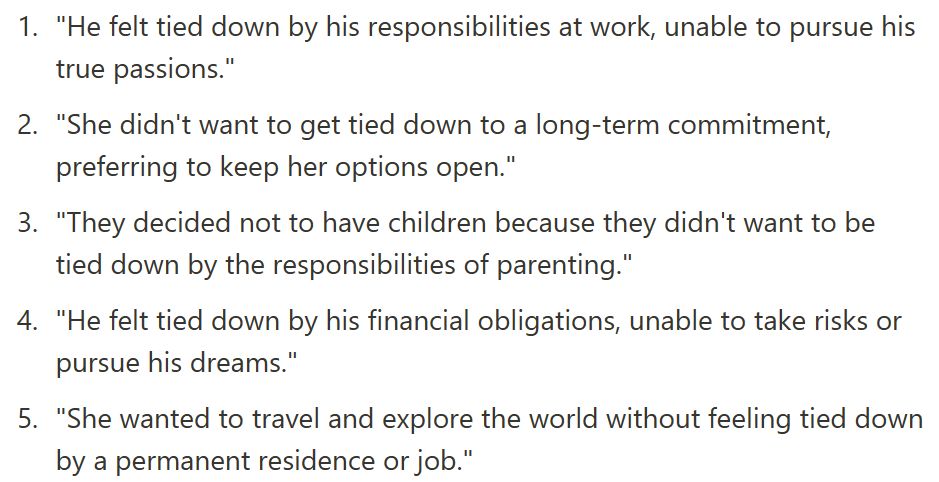 1. "He felt tied down by his responsibilities at work, unable to pursue his
true passions."
2. "She didn't want to get tied down to a long-term commitment,
preferring to keep her options open."
3. "They decided not to have children because they didn't want to be
tied down by the responsibilities of parenting."
4. "He felt tied down by his financial obligations, unable to take risks or
pursue his dreams."
5. "She wanted to travel and explore the world without feeling tied down
by a permanent residence or job."